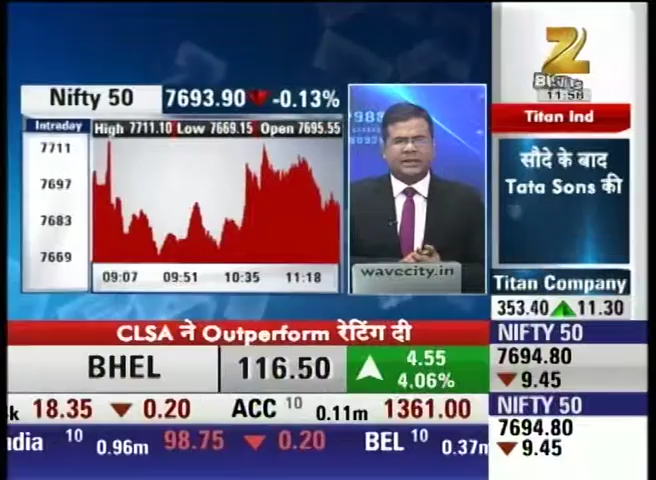 Nifty 50 7693.90 -0.13%
Intraday High 7711.10 Low 7669.15 Open 7695.55
7711
7697
7683
7669
09:07 09:51 10:35 11:18
wavecity.in
Z
11:58
Titan Ind
सौदे के बाद
Tata Sons की
Titan Company
353.40 11.30
CLSA ने Outperform रेटिंग दी
BHEL 116.50 4.55
4.06%
NIFTY 50
7694.80
9.45
NIFTY 50
7694.80
9.45
18.35 0.20 ACC 10 0.11m 1361.00
10 0.96m 98.75 0.20 BEL 10 0.37m